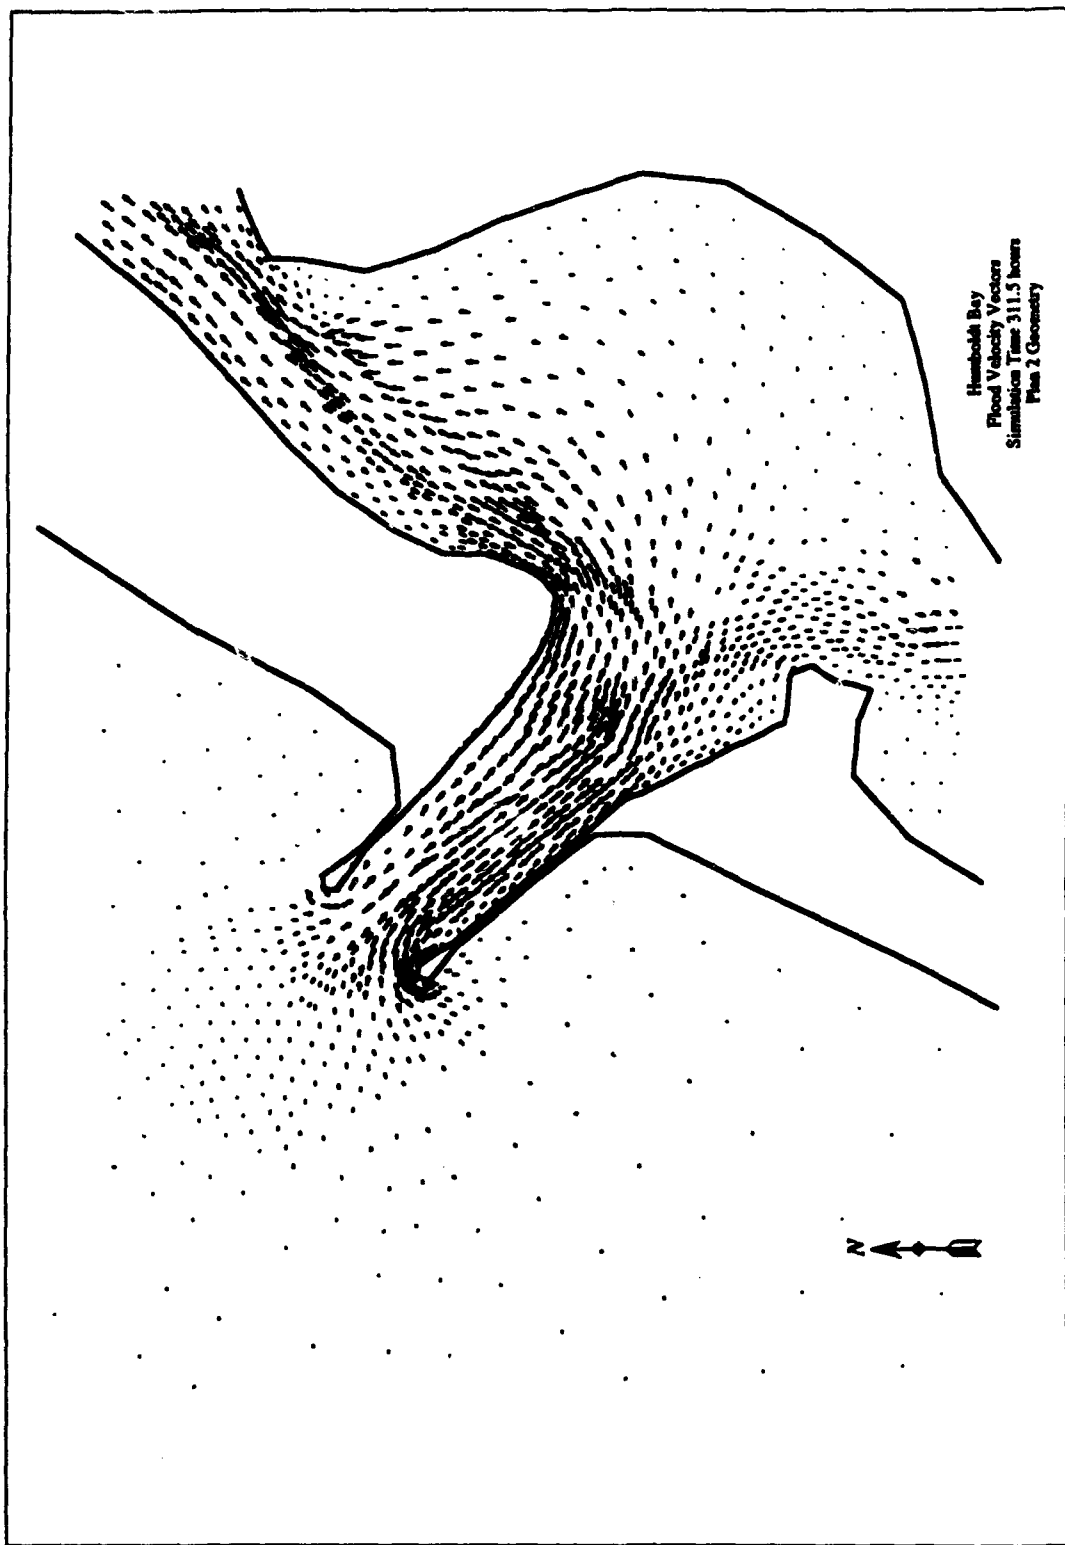 Humboldt Bay
Flood Velocity Vectors
Simulation Time 311.5 hours
Plan 2 Geometry
N